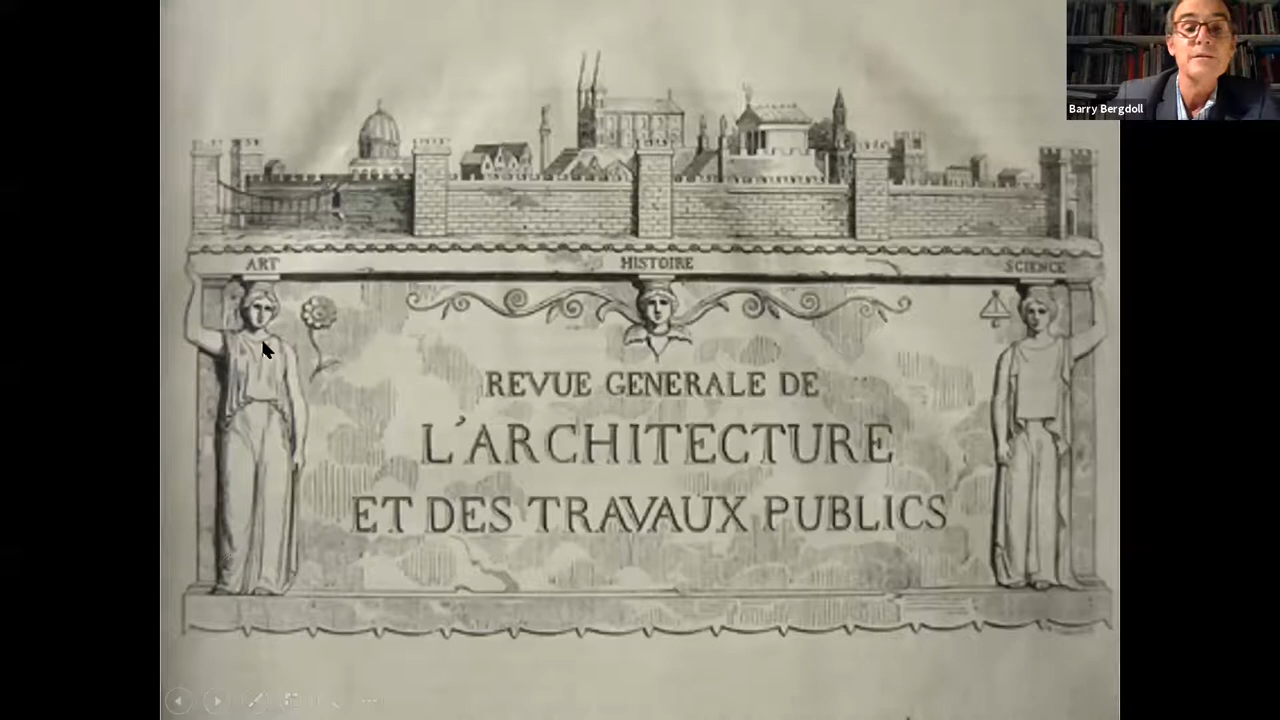 Barry Bergdoll
ART
HISTOIRE
SCIENCE
REVUE GENERALE DE
L'ARCHITECTURE
ET DES TRAVAUX PUBLICS